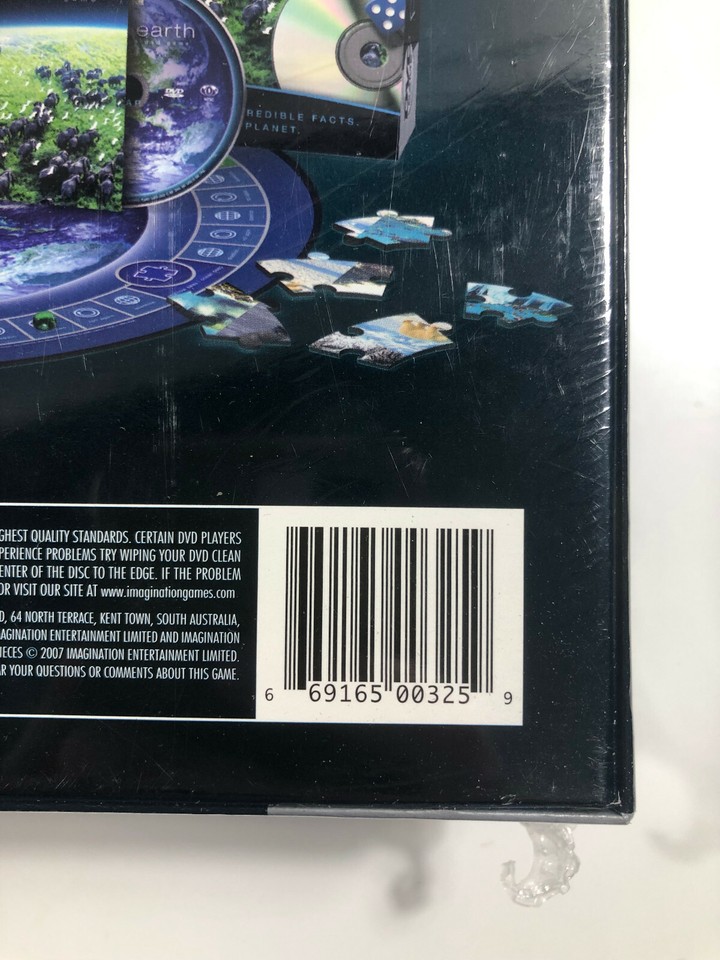 earth
DVD
REDIBLE FACTS.
PLANET.
GHEST QUALITY STANDARDS. CERTAIN DVD PLAYERS
PERIENCE PROBLEMS TRY WIPING YOUR DVD CLEAN
ENTER OF THE DISC TO THE EDGE. IF THE PROBLEM
OR VISIT OUR SITE AT www.imaginationgames.com
D, 64 NORTH TERRACE, KENT TOWN, SOUTH AUSTRALIA,
AGINATION ENTERTAINMENT LIMITED AND IMAGINATION
IECES © 2007 IMAGINATION ENTERTAINMENT LIMITED.
AR YOUR QUESTIONS OR COMMENTS ABOUT THIS GAME.
6 69165 00325 9